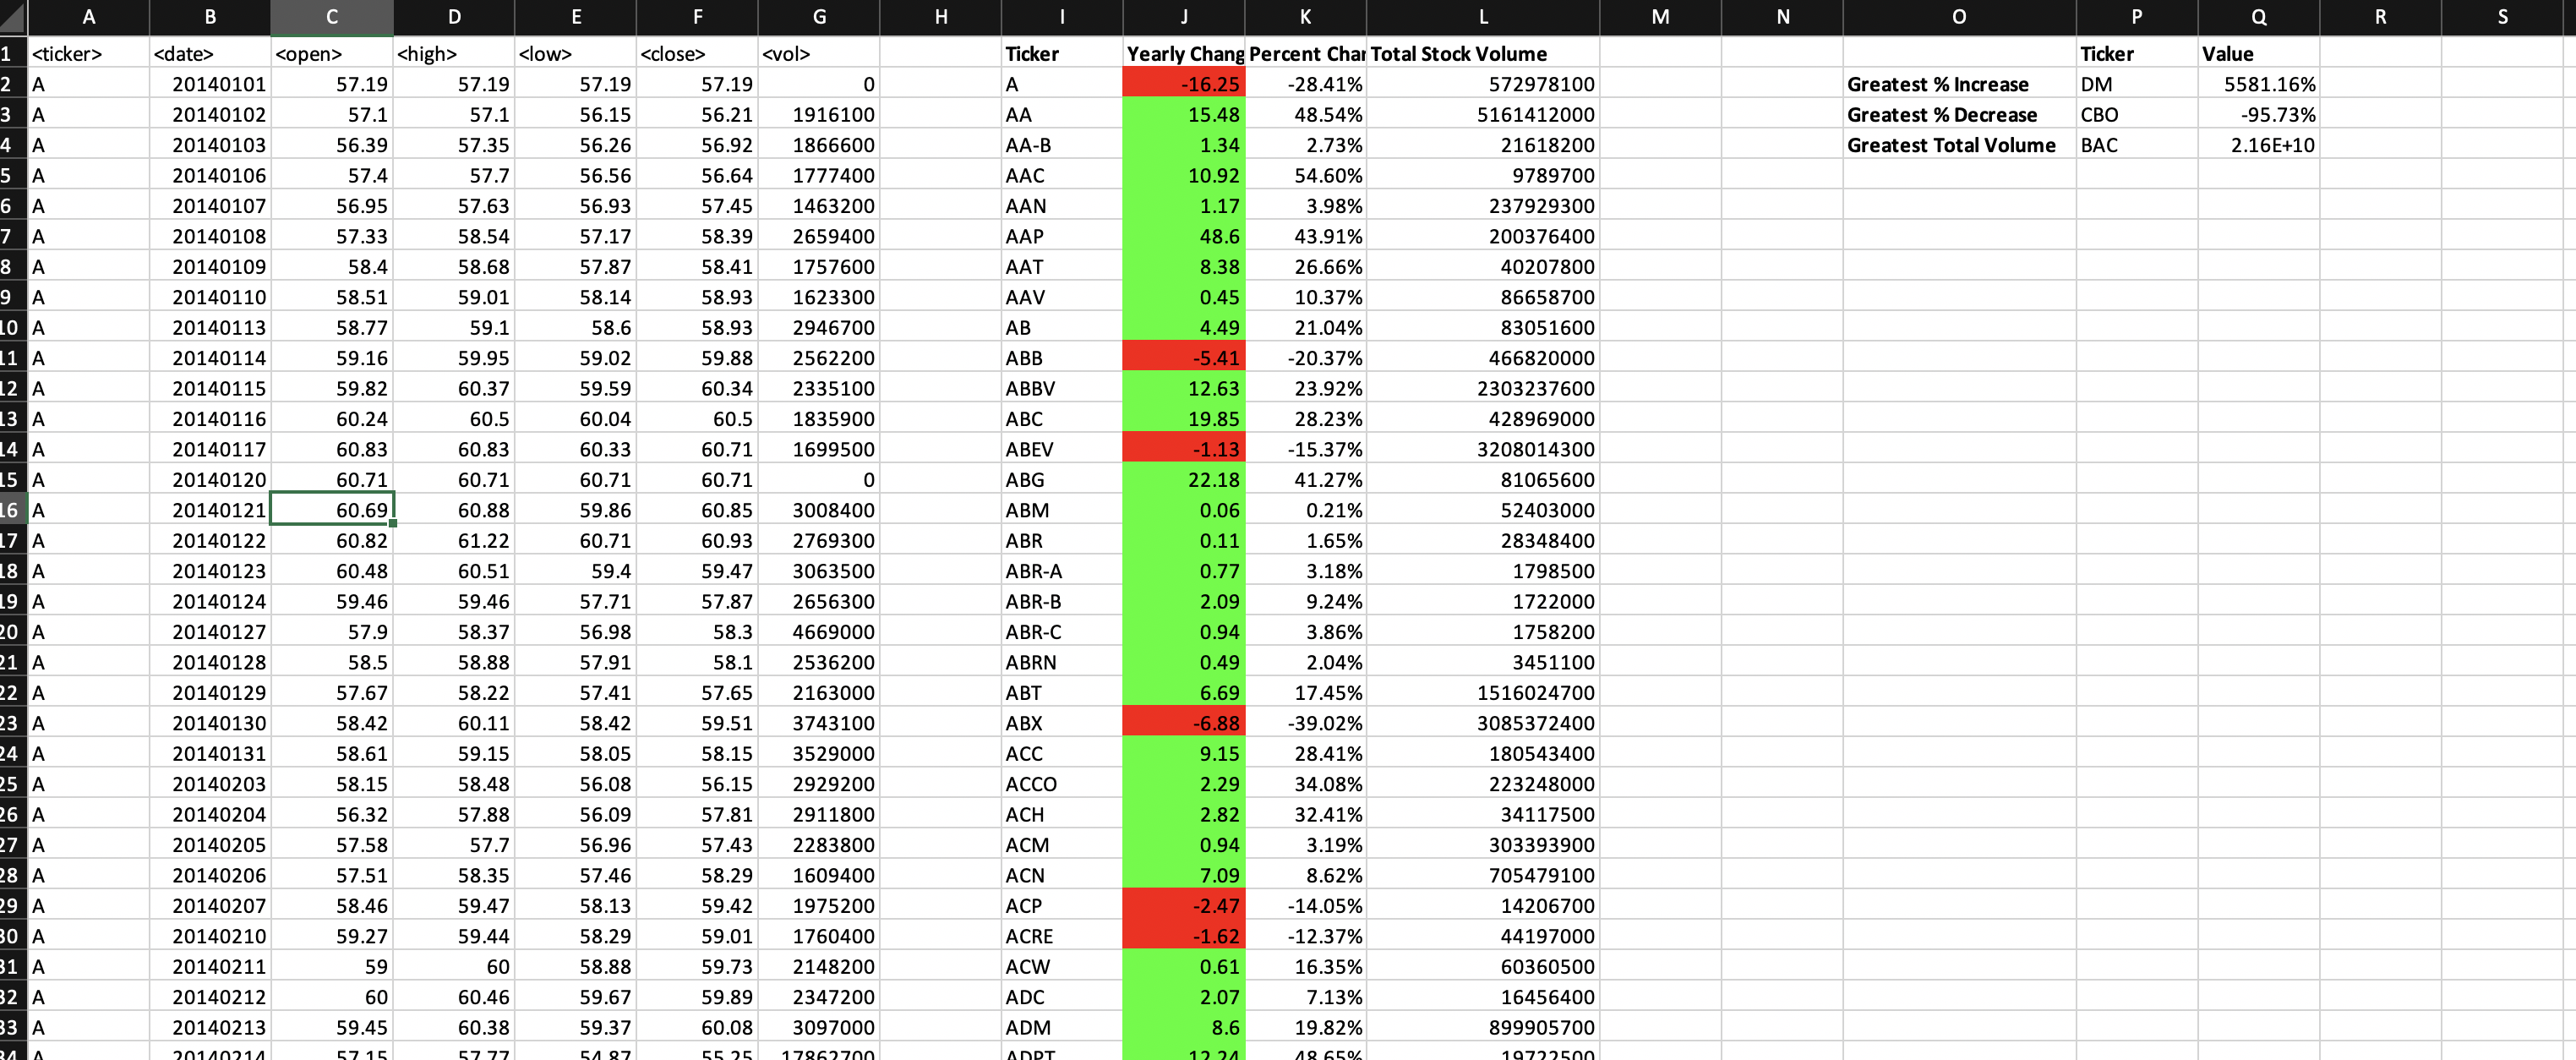 A B C D E F G H I J K L M N O P Q R S
1 <ticker> <date> <open> <high> <low> <close> <vol> Ticker Yearly Chang Percent Char Total Stock Volume Ticker Value
2 A 20140101 57.19 57.19 57.19 57.19 0 A -16.25 -28.41% 572978100 Greatest % Increase DM 5581.16%
3 A 20140102 57.1 57.1 56.15 56.21 1916100 AA 15.48 48.54% 5161412000 Greatest % Decrease CBO -95.73%
4 A 20140103 56.39 57.35 56.26 56.92 1866600 AA-B 1.34 2.73% 21618200 Greatest Total Volume BAC 2.16E+10
5 A 20140106 57.4 57.7 56.56 56.64 1777400 AAC 10.92 54.60% 9789700
6 A 20140107 56.95 57.63 56.93 57.45 1463200 AAN 1.17 3.98% 237929300
7 A 20140108 57.33 58.54 57.17 58.39 2659400 AAP 48.6 43.91% 200376400
8 A 20140109 58.4 58.68 57.87 58.41 1757600 AAT 8.38 26.66% 40207800
9 A 20140110 58.51 59.01 58.14 58.93 1623300 AAV 0.45 10.37% 86658700
10 A 20140113 58.77 59.1 58.6 58.93 2946700 AB 4.49 21.04% 83051600
11 A 20140114 59.16 59.95 59.02 59.88 2562200 ABB -5.41 -20.37% 466820000
12 A 20140115 59.82 60.37 59.59 60.34 2335100 ABBV 12.63 23.92% 2303237600
13 A 20140116 60.24 60.5 60.04 60.5 1835900 ABC 19.85 28.23% 428969000
14 A 20140117 60.83 60.83 60.33 60.71 1699500 ABEV -1.13 -15.37% 3208014300
15 A 20140120 60.71 60.71 60.71 60.71 0 ABG 22.18 41.27% 81065600
16 A 20140121 60.69 60.88 59.86 60.85 3008400 ABM 0.06 0.21% 52403000
17 A 20140122 60.82 61.22 60.71 60.93 2769300 ABR 0.11 1.65% 28348400
18 A 20140123 60.48 60.51 59.4 59.47 3063500 ABR-A 0.77 3.18% 1798500
19 A 20140124 59.46 59.46 57.71 57.87 2656300 ABR-B 2.09 9.24% 1722000
20 A 20140127 57.9 58.37 56.98 58.3 4669000 ABR-C 0.94 3.86% 1758200
21 A 20140128 58.5 58.88 57.91 58.1 2536200 ABRN 0.49 2.04% 3451100
22 A 20140129 57.67 58.22 57.41 57.65 2163000 ABT 6.69 17.45% 1516024700
23 A 20140130 58.42 60.11 58.42 59.51 3743100 ABX -6.88 -39.02% 3085372400
24 A 20140131 58.61 59.15 58.05 58.15 3529000 ACC 9.15 28.41% 180543400
25 A 20140203 58.15 58.48 56.08 56.15 2929200 ACCO 2.29 34.08% 223248000
26 A 20140204 56.32 57.88 56.09 57.81 2911800 ACH 2.82 32.41% 34117500
27 A 20140205 57.58 57.7 56.96 57.43 2283800 ACM 0.94 3.19% 303393900
28 A 20140206 57.51 58.35 57.46 58.29 1609400 ACN 7.09 8.62% 705479100
29 A 20140207 58.46 59.47 58.13 59.42 1975200 ACP -2.47 -14.05% 14206700
30 A 20140210 59.27 59.44 58.29 59.01 1760400 ACRE -1.62 -12.37% 44197000
31 A 20140211 59 60 58.88 59.73 2148200 ACW 0.61 16.35% 60360500
32 A 20140212 60 60.46 59.67 59.89 2347200 ADC 2.07 7.13% 16456400
33 A 20140213 59.45 60.38 59.37 60.08 3097000 ADM 8.6 19.82% 899905700
34 A 20140214 57.15 57.77 54.87 55.25 17862700 ADPT 12.24 48.65% 19722500